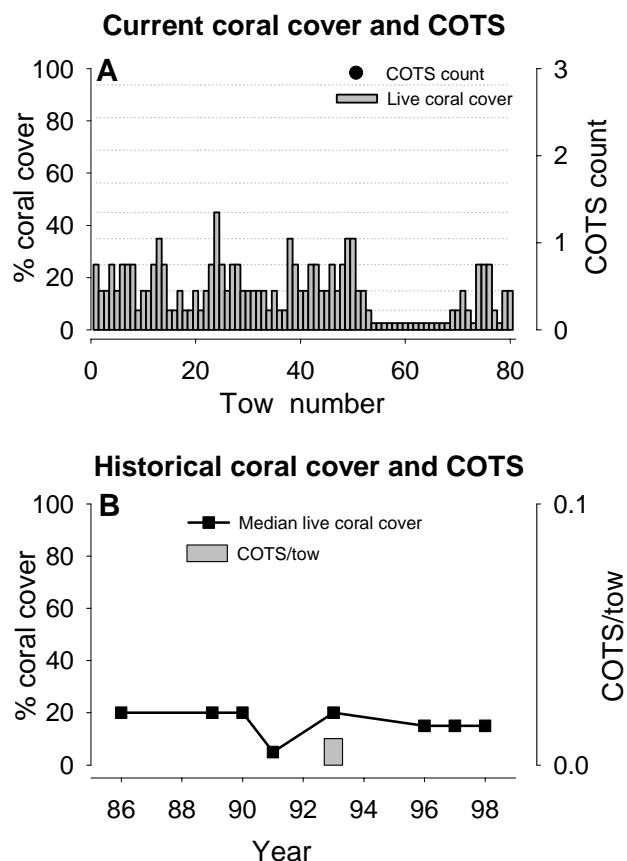 Current coral cover and COTS
A
COTS count
Live coral cover
100
80
60
40
20
0
% coral cover
3
2
1
0
COTS count
0 20 40 60 80
Tow number
Historical coral cover and COTS
B
Median live coral cover
COTS/tow
100
80
60
40
20
0
% coral cover
0.1
0.0
COTS/tow
86 88 90 92 94 96 98
Year